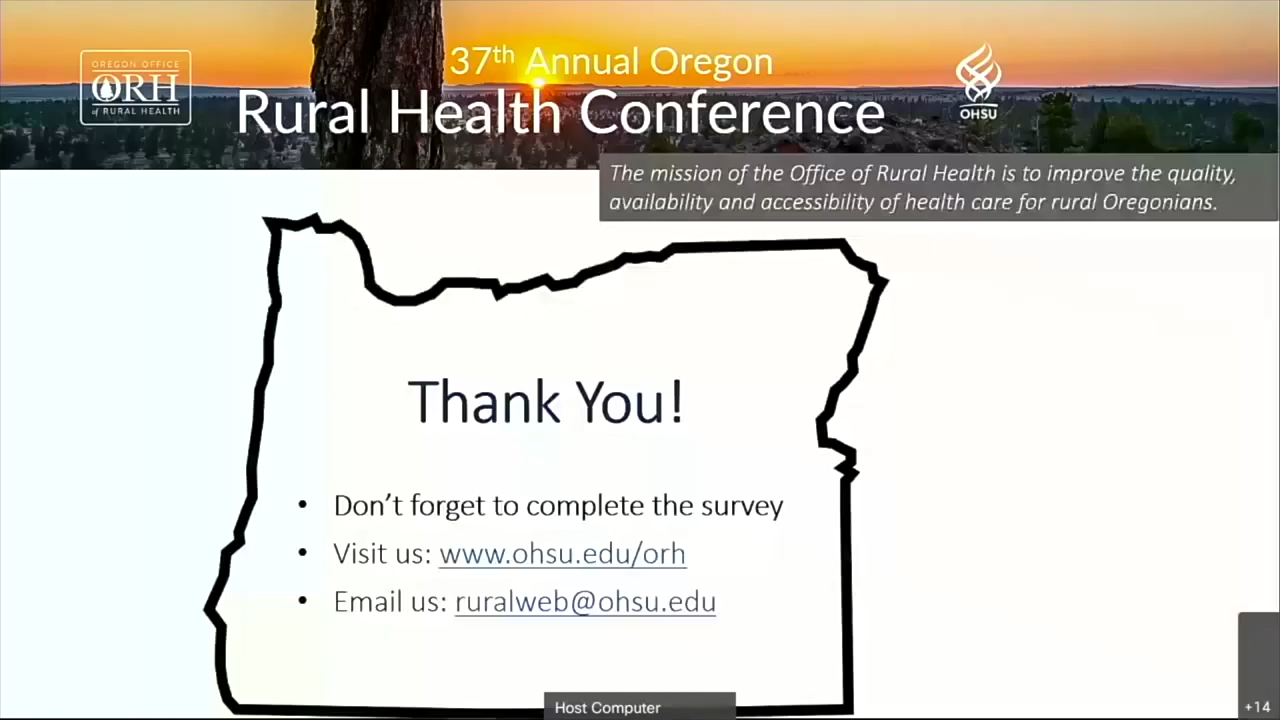 OREGON OFFICE
ORH
of RURAL HEALTH
37th Annual Oregon
Rural Health Conference
OHSU
The mission of the Office of Rural Health is to improve the quality,
availability and accessibility of health care for rural Oregonians.
Thank You!
• Don’t forget to complete the survey
• Visit us: www.ohsu.edu/orh
• Email us: ruralweb@ohsu.edu
Host Computer
+14